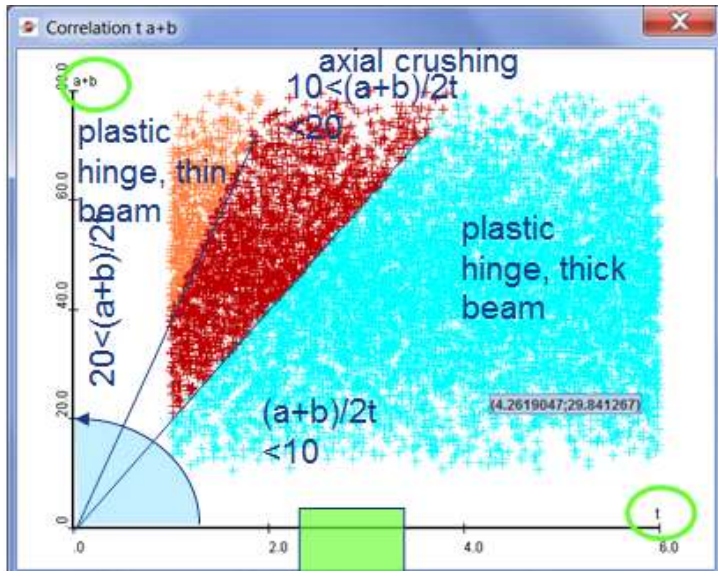 Correlation t a+b
axial crushing
80.0
a+b
10<(a+b)/2t
<20
plastic
hinge, thin
beam
60.0
20<(a+b)/2t
plastic
hinge, thick
beam
40.0
20.0
(a+b)/2t
<10
(4.2619047;29.841267)
0
t
.0
2.0
4.0
6.0